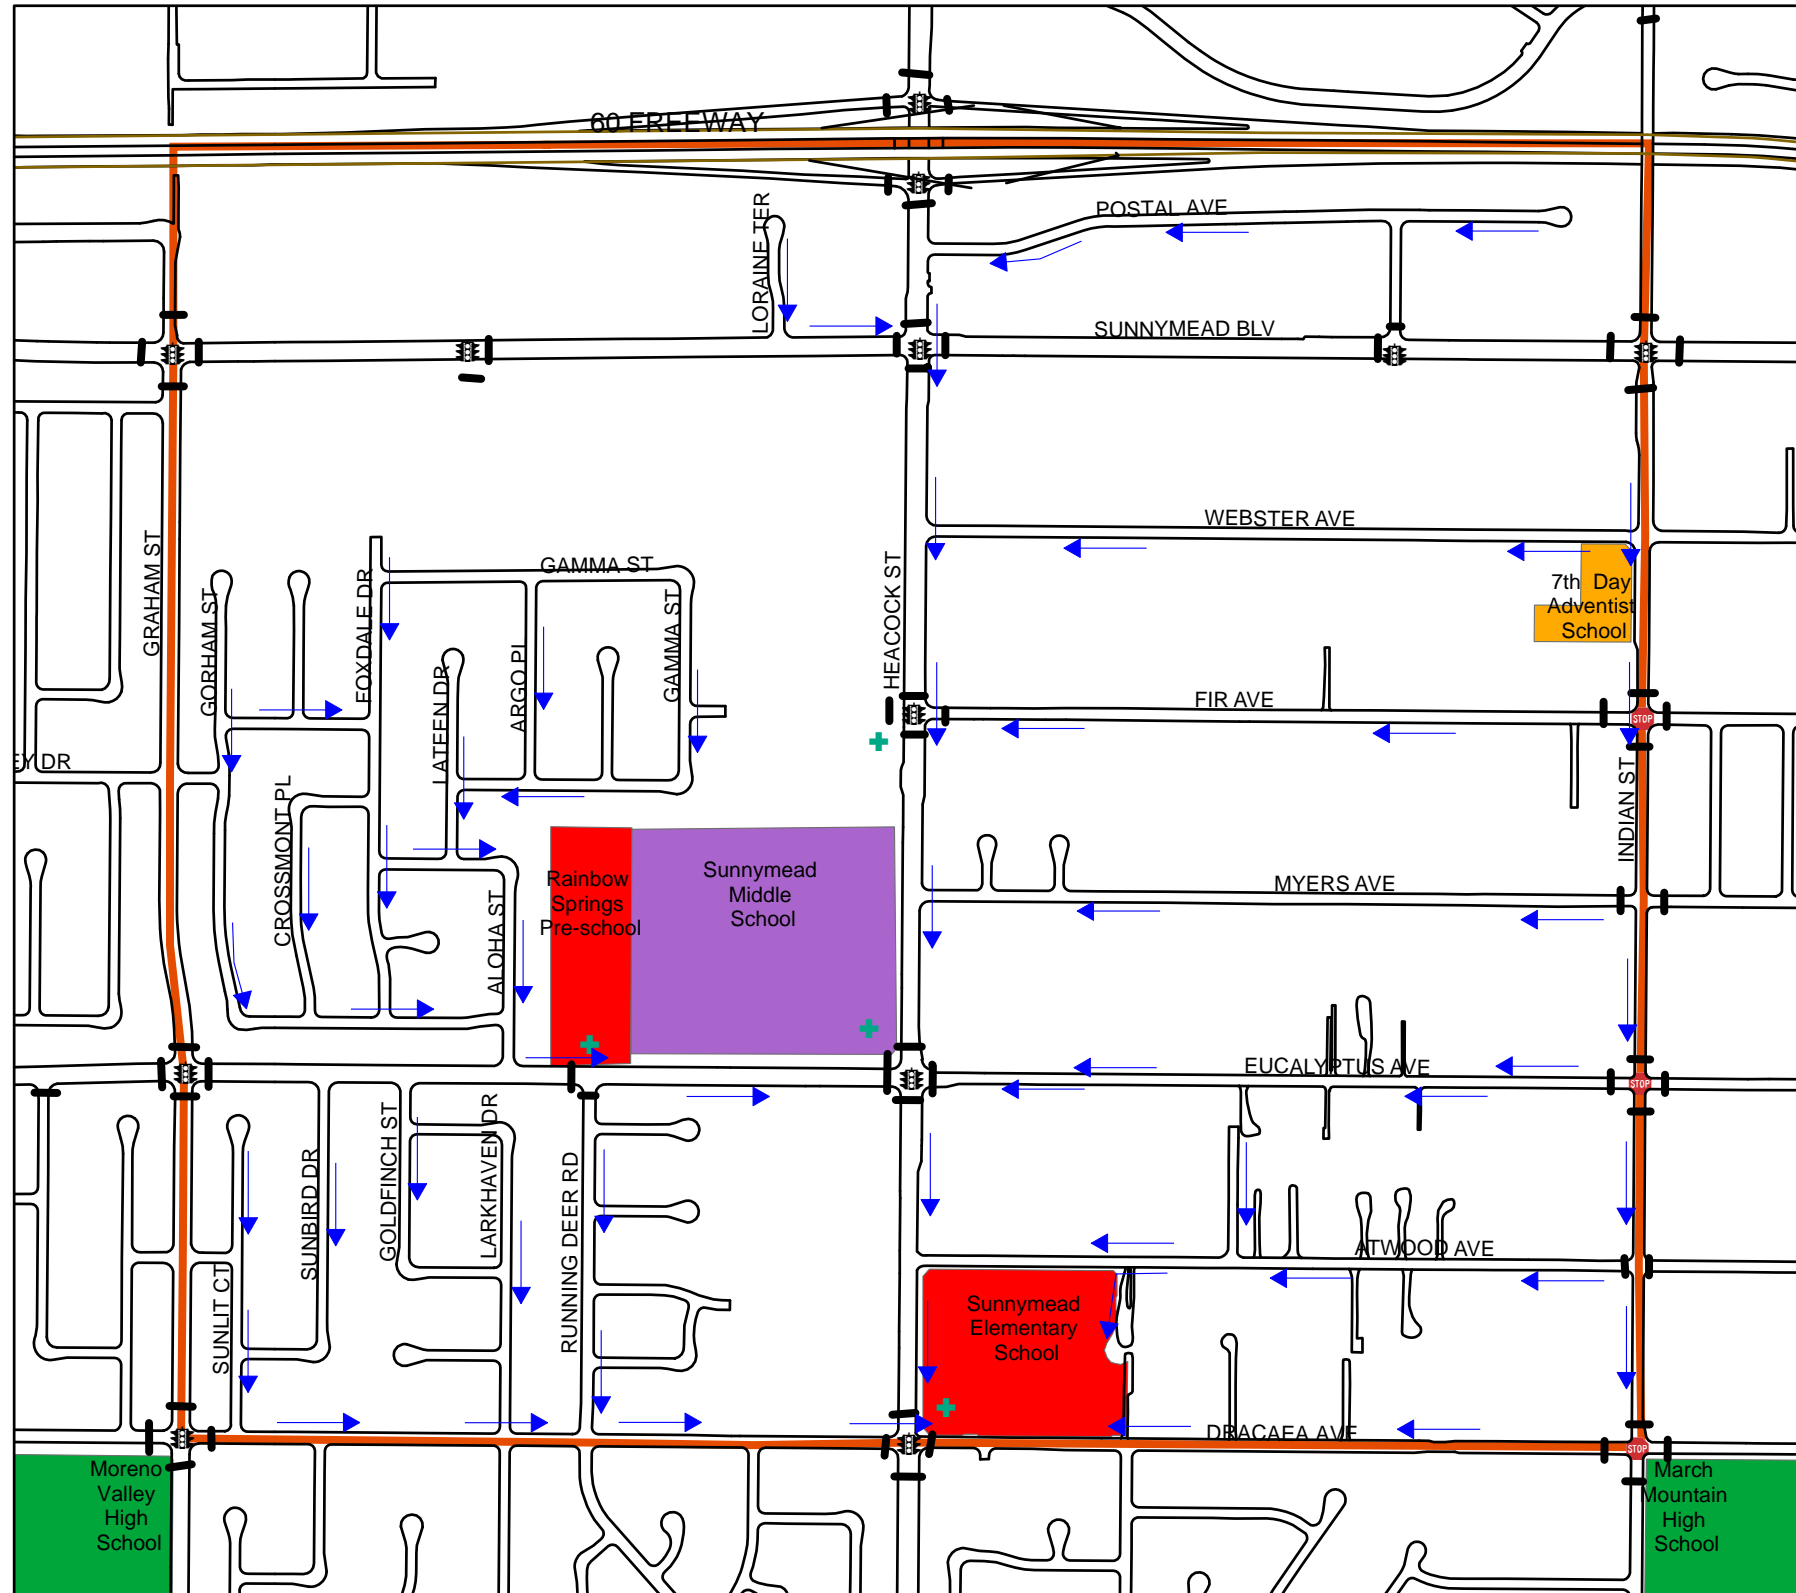 60 FREEWAY
LORAINE TER
POSTAL AVE
SUNNYMEAD BLV
WEBSTER AVE
GRAHAM ST
GORHAM ST
FOXDALE DR
GAMMA ST
GAMMA ST
LATEEN DR
ARGO Pl
HEACOCK ST
7th Day
Adventist
School
FIR AVE
STOP
EY DR
CROSSMONT PL
INDIAN ST
Rainbow
Springs
Pre-school
Sunnymead
Middle
School
MYERS AVE
ALOHA ST
EUCALYPTUS AVE
STOP
SUNBIRD DR
GOLDFINCH ST
LARKHAVEN DR
RUNNING DEER RD
SUNLIT CT
ATWOOD AVE
Sunnymead
Elementary
School
DRACAEA AVE
STOP
Moreno
Valley
High
School
March
Mountain
High
School